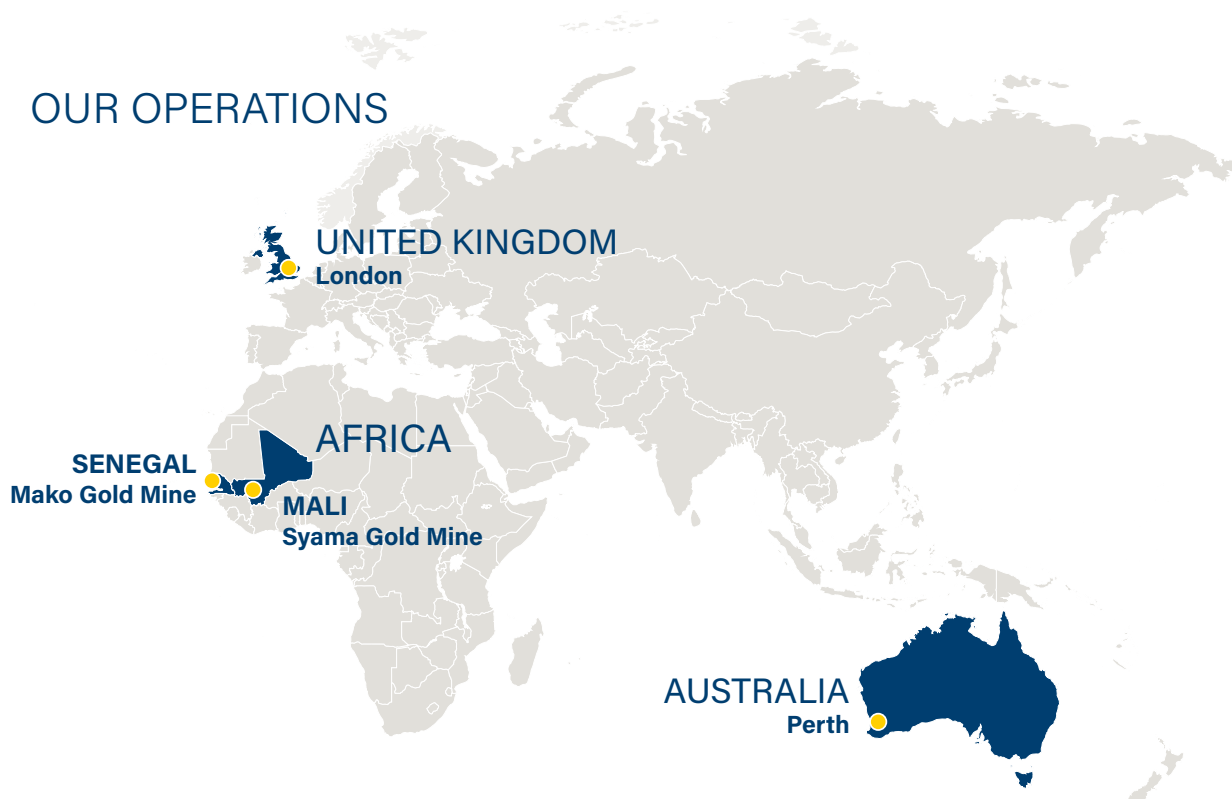 OUR OPERATIONS
UNITED KINGDOM
London
AFRICA
SENEGAL
Mako Gold Mine
MALI
Syama Gold Mine
AUSTRALIA
Perth